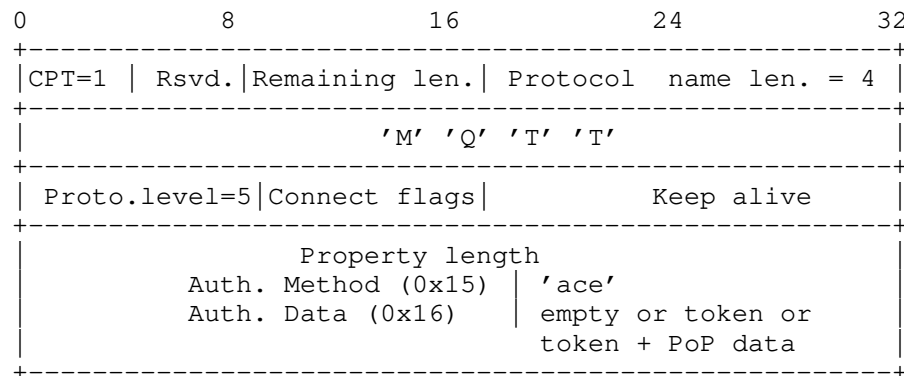 0 8 16 24 32
+------------------------------------------------------+
|CPT=1 | Rsvd.|Remaining len.| Protocol name len. = 4 |
+------------------------------------------------------+
| 'M' 'Q' 'T' 'T' |
+------------------------------------------------------+
| Proto.level=5|Connect flags| Keep alive |
+------------------------------------------------------+
| Property length |
| Auth. Method (0x15) | 'ace' |
| Auth. Data (0x16) | empty or token or |
| token + PoP data |
+------------------------------------------------------+